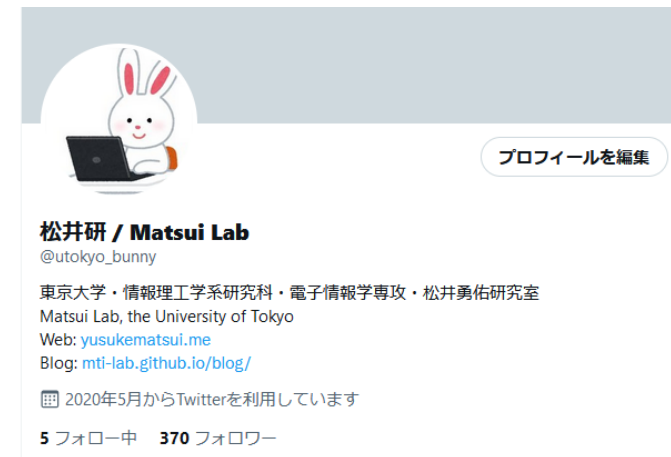 プロフィールを編集
松井研 / Matsui Lab
@utokyo_bunny
東京大学・情報理工学系研究科・電子情報学専攻・松井勇佑研究室
Matsui Lab, the University of Tokyo
Web: yusukematsui.me
Blog: mti-lab.github.io/blog/
2020年5月からTwitterを利用しています
5 フォロー中 370 フォロワー